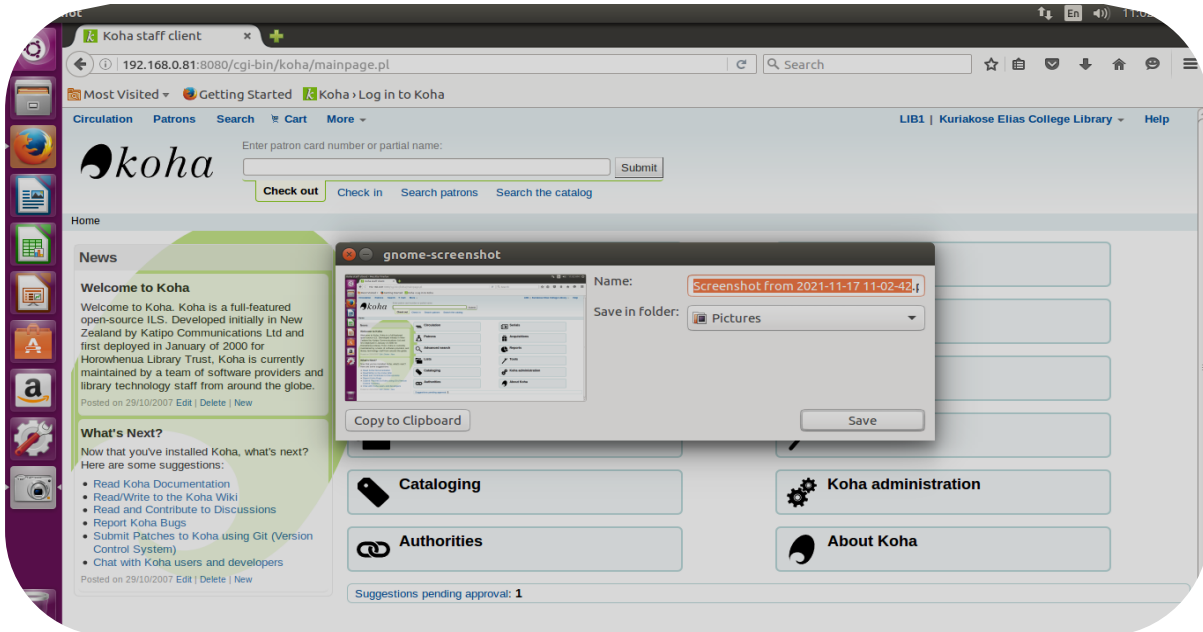 En
Koha staff client
192.168.0.81:8080/cgi-bin/koha/mainpage.pl
Search
Most Visited
Getting Started
Koha › Log in to Koha
Circulation Patrons Search Cart More
LIB1 | Kuriakose Elias College Library Help
koha
Enter patron card number or partial name:
Submit
Check out Check in Search patrons Search the catalog
Home
News
Welcome to Koha
Welcome to Koha. Koha is a full-featured
open-source ILS. Developed initially in New
Zealand by Katipo Communications Ltd and
first deployed in January of 2000 for
Horowhenua Library Trust, Koha is currently
maintained by a team of software providers and
library technology staff from around the globe.
Posted on 29/10/2007 Edit | Delete | New
What's Next?
Now that you've installed Koha, what's next?
Here are some suggestions:
Read Koha Documentation
Read/Write to the Koha Wiki
Read and Contribute to Discussions
Report Koha Bugs
Submit Patches to Koha using Git (Version
Control System)
Chat with Koha users and developers
Posted on 29/10/2007 Edit | Delete | New
gnome-screenshot
Name:
Screenshot from 2021-11-17 11-02-42.p
Save in folder:
Pictures
Copy to Clipboard
Save
Cataloging
Koha administration
Authorities
About Koha
Suggestions pending approval: 1